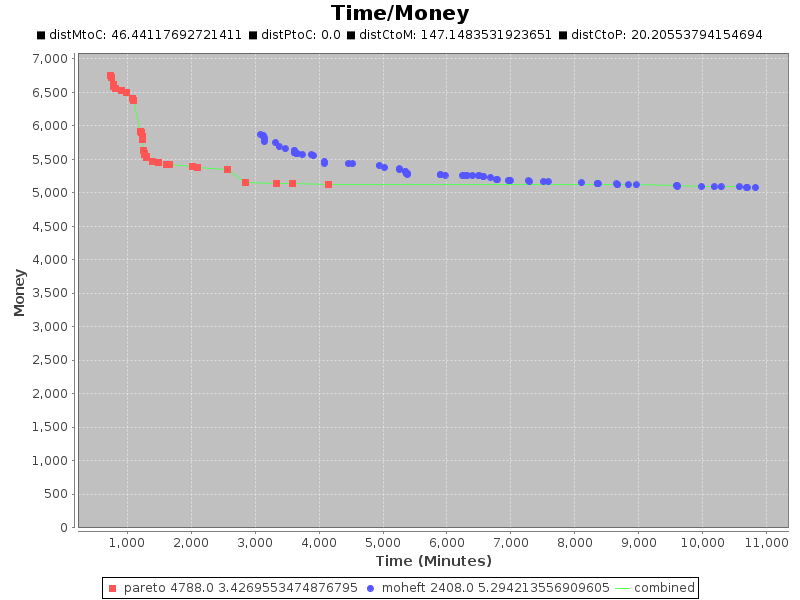 Time/Money
distMtoC: 46.44117692721411 distPtoC: 0.0 distCtoM: 147.1483531923651 distCtoP: 20.20553794154694
7,000
6,500
6,000
5,500
5,000
4,500
4,000
3,500
3,000
2,500
2,000
1,500
1,000
500
0
Money
1,000 2,000 3,000 4,000 5,000 6,000 7,000 8,000 9,000 10,000 11,000
Time (Minutes)
pareto 4788.0 3.4269553474876795 moheft 2408.0 5.294213556909605 combined